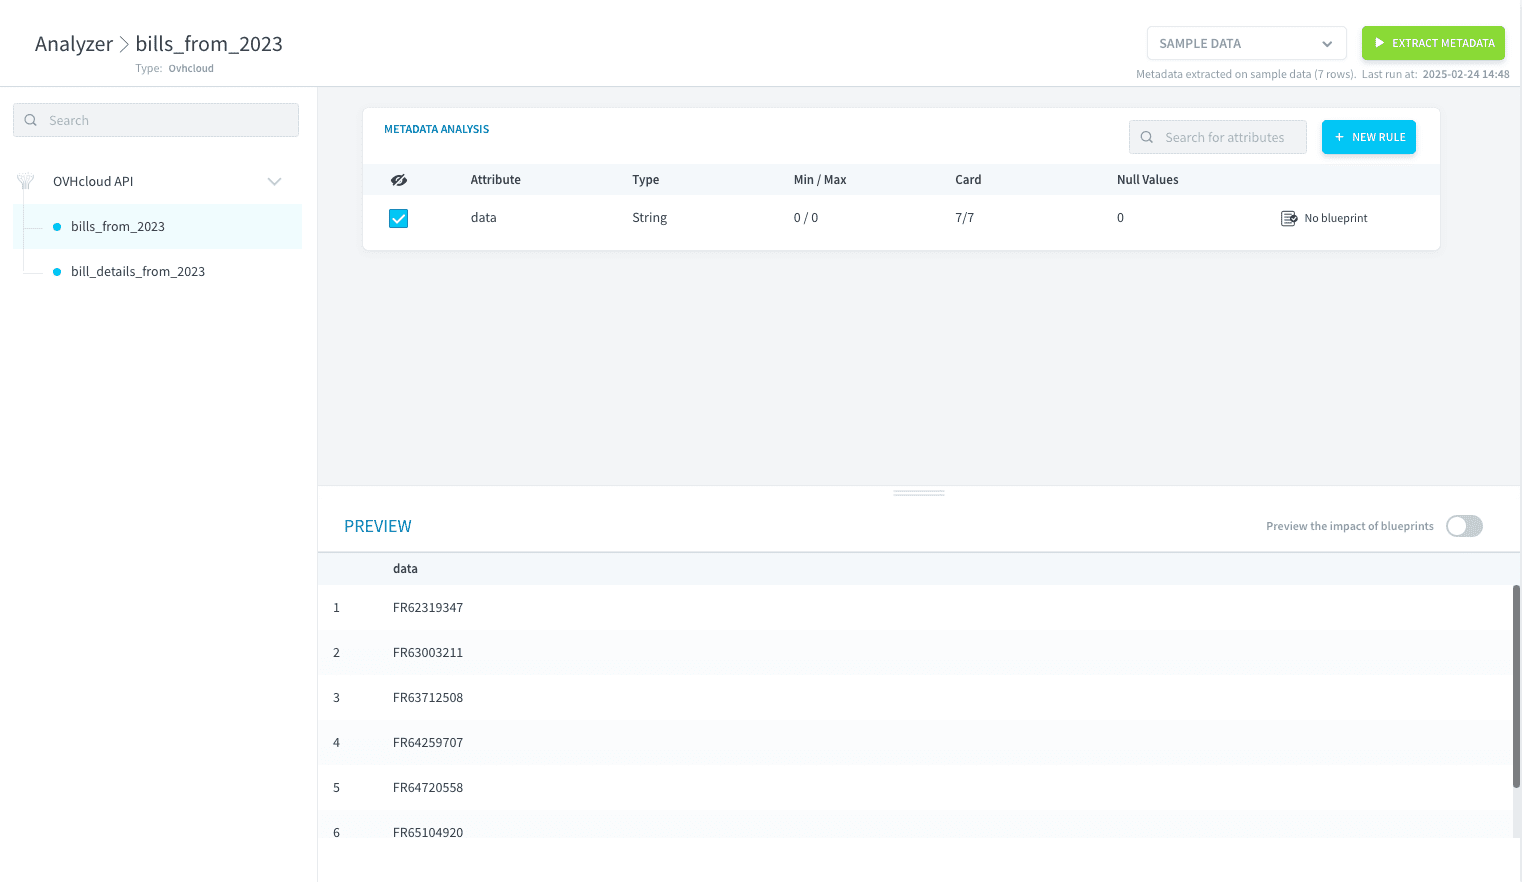 Analyzer > bills_from_2023
Type: Ovhcloud
SAMPLE DATA
EXTRACT METADATA
Metadata extracted on sample data (7 rows). Last run at: 2025-02-24 14:48
Search
OVHcloud API
bills_from_2023
bill_details_from_2023
METADATA ANALYSIS
Search for attributes
+ NEW RULE
Attribute Type Min / Max Card Null Values
data String 0 / 0 7/7 0 No blueprint
PREVIEW
Preview the impact of blueprints
data
1 FR62319347
2 FR63003211
3 FR63712508
4 FR64259707
5 FR64720558
6 FR65104920